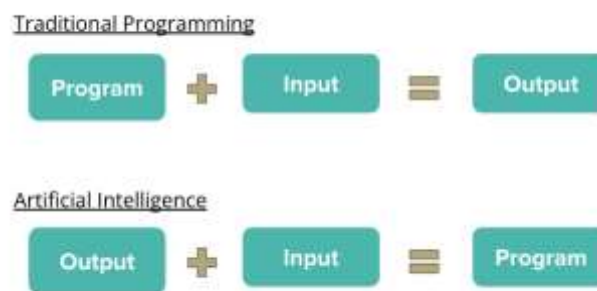 Traditional Programming
Program + Input = Output
Artificial Intelligence
Output + Input = Program